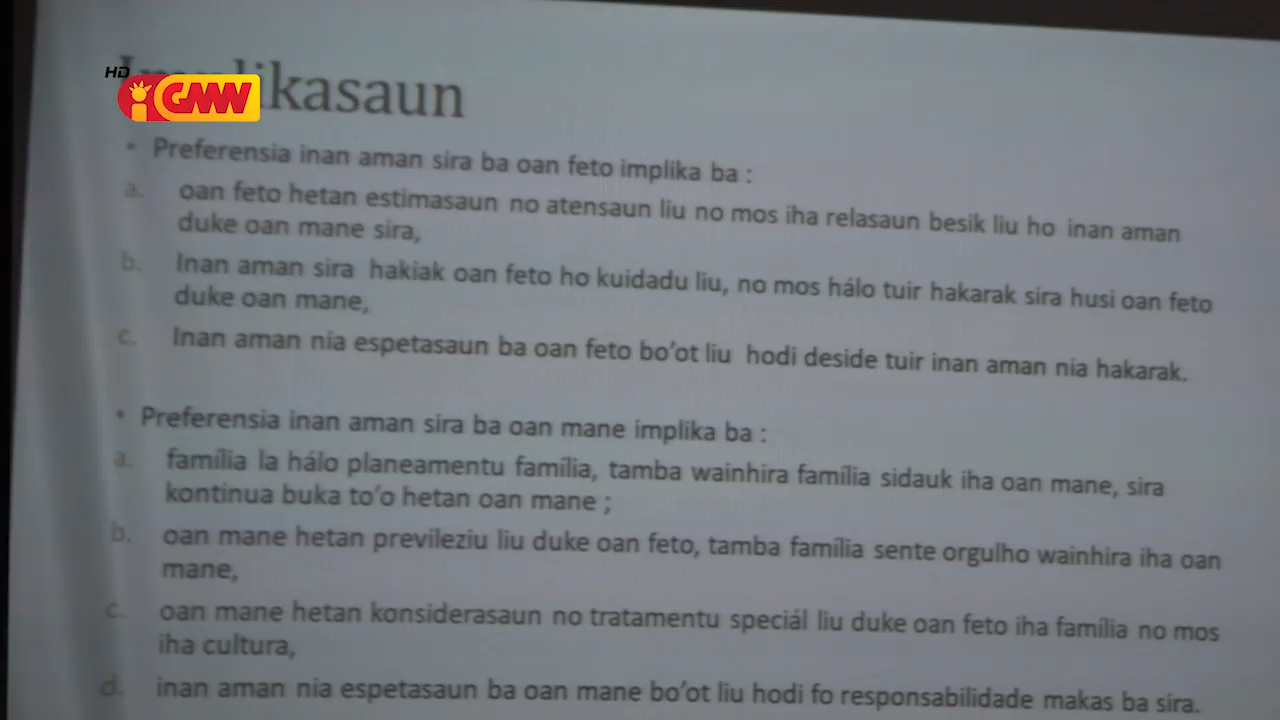 HD
GMN
Implikasaun
• Preferensia inan aman sira ba oan feto implika ba :
a. oan feto hetan estimasaun no atensaun liu no mos iha relasaun besik liu ho inan aman
duke oan mane sira,
b. Inan aman sira hakiak oan feto ho kuidadu liu, no mos hálo tuir hakarak sira husi oan feto
duke oan mane,
c. Inan aman nia espetasaun ba oan feto bo’ot liu hodi deside tuir inan aman nia hakarak.
• Preferensia inan aman sira ba oan mane implika ba :
a. família la hálo planeamentu família, tamba wainhira família sidauk iha oan mane, sira
kontinua buka to’o hetan oan mane ;
b. oan mane hetan previleziu liu duke oan feto, tamba família sente orgulho wainhira iha oan
mane,
c. oan mane hetan konsiderasaun no tratamentu speciál liu duke oan feto iha família no mos
iha cultura,
d. inan aman nia espetasaun ba oan mane bo’ot liu hodi fo responsabilidade makas ba sira.